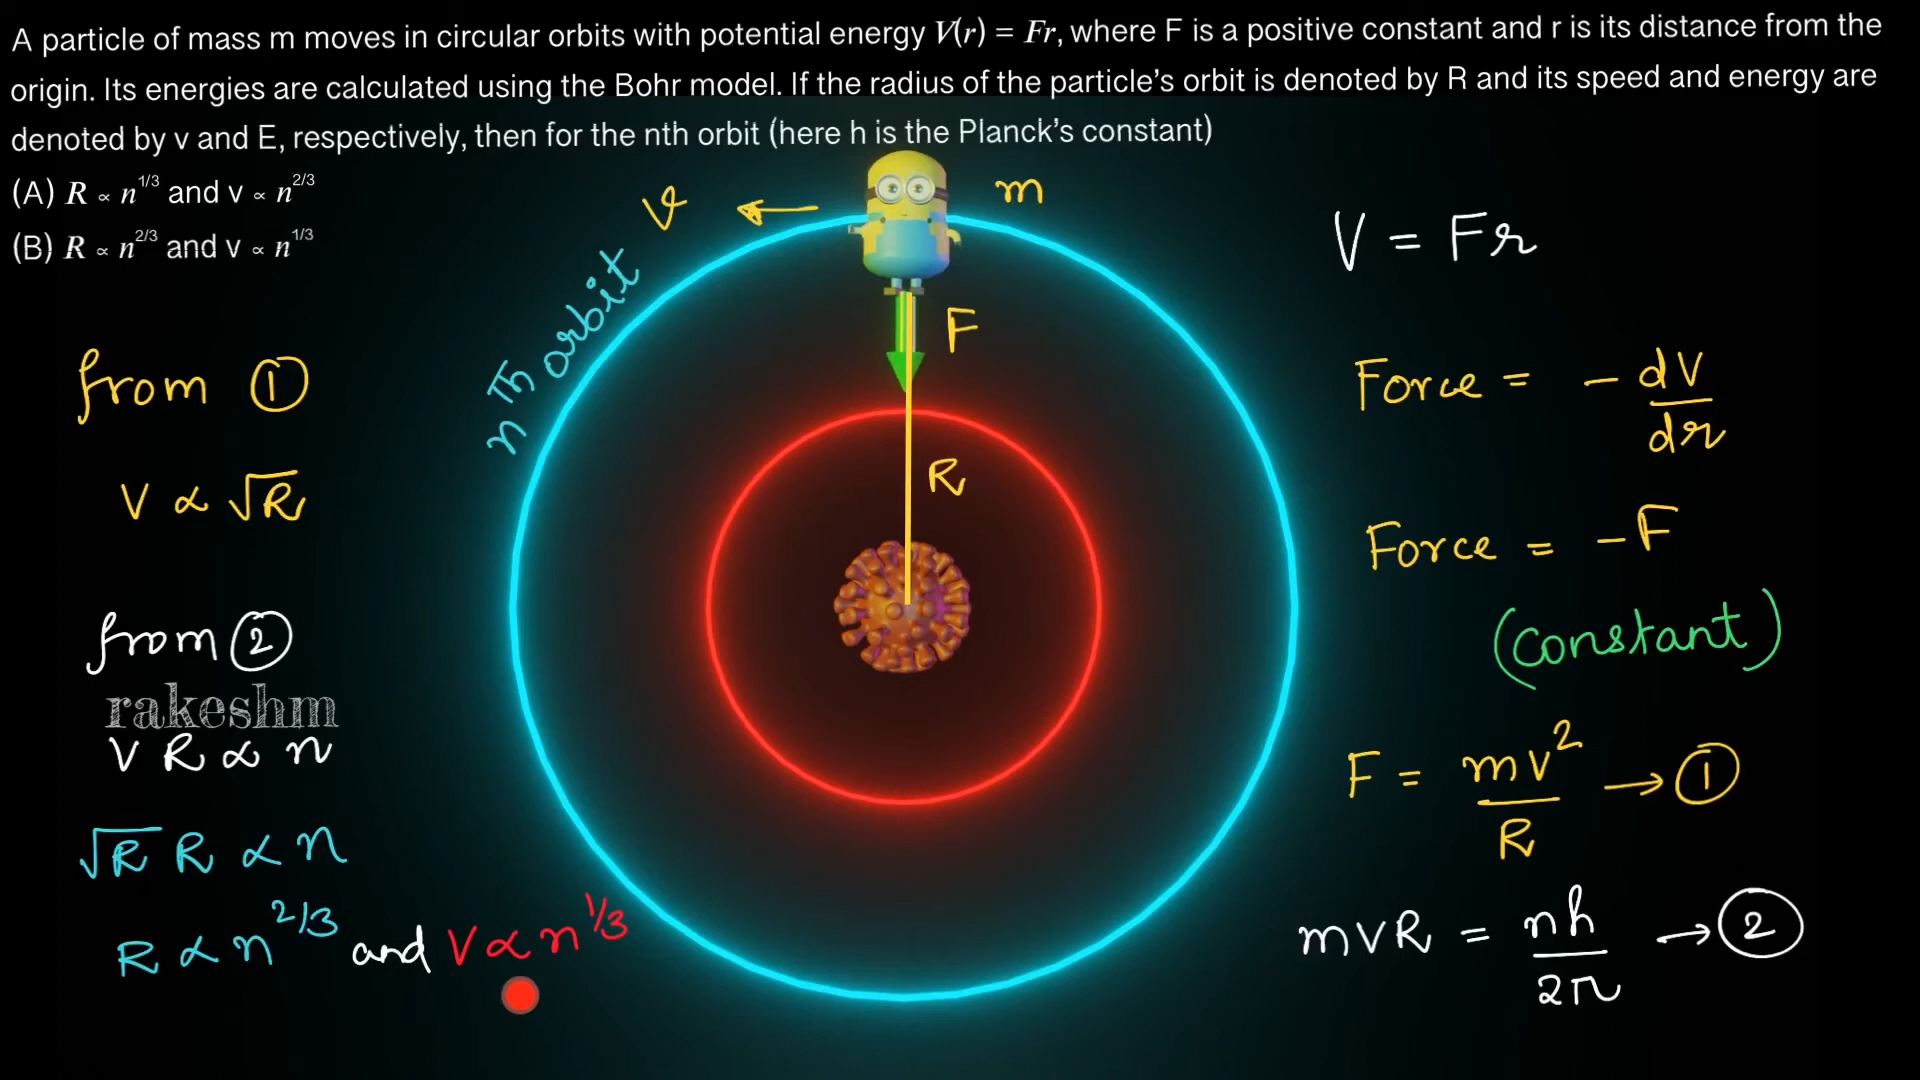 A particle of mass m moves in circular orbits with potential energy V(r) = Fr, where F is a positive constant and r is its distance from the
origin. Its energies are calculated using the Bohr model. If the radius of the particle's orbit is denoted by R and its speed and energy are
denoted by v and E, respectively, then for the nth orbit (here h is the Planck's constant)
(A) R ∝ n^1/3 and v ∝ n^2/3
(B) R ∝ n^2/3 and v ∝ n^1/3
from ①
V ∝ √R
from ②
rakeshm
V R ∝ n
√R R ∝ n
R ∝ n^2/3 and V ∝ n^1/3
nTh orbit
v
m
F
R
V = Fr
Force = - dV/dr
Force = - F
(constant)
F = mv²/R → ①
mVR = nh/2π → ②